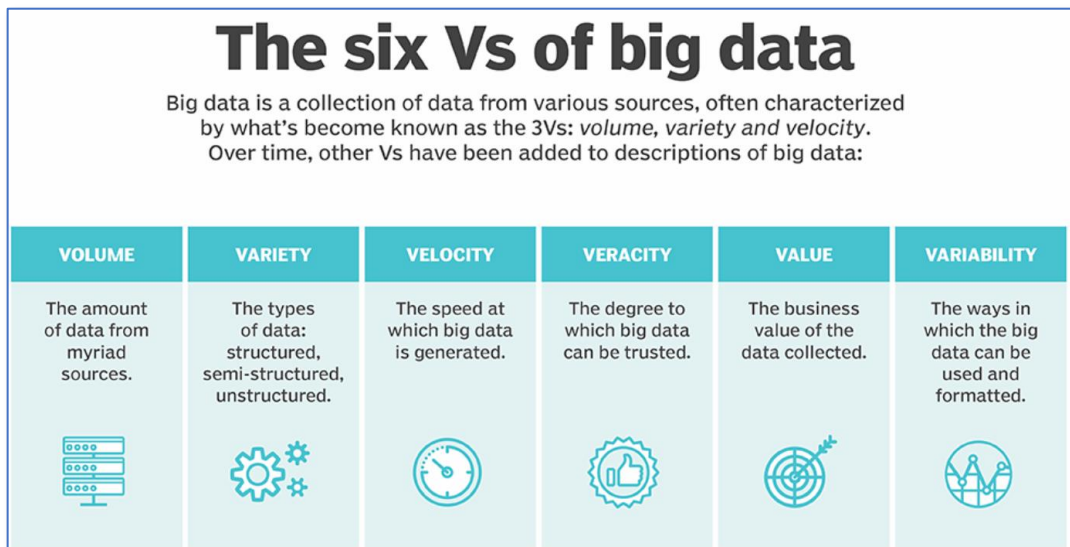 The six Vs of big data
Big data is a collection of data from various sources, often characterized
by what's become known as the 3Vs: volume, variety and velocity.
Over time, other Vs have been added to descriptions of big data:
VOLUME
The amount
of data from
myriad
sources.
VARIETY
The types
of data:
structured,
semi-structured,
unstructured.
VELOCITY
The speed at
which big data
is generated.
VERACITY
The degree to
which big data
can be trusted.
VALUE
The business
value of the
data collected.
VARIABILITY
The ways in
which the big
data can be
used and
formatted.